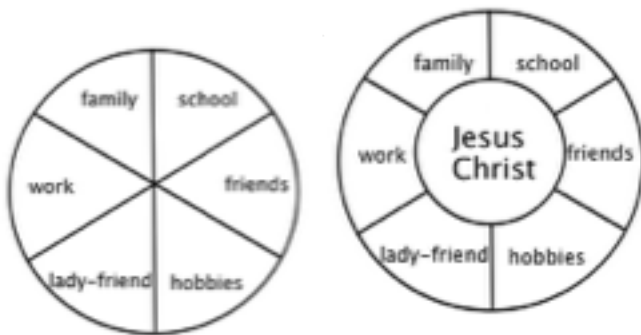 family
school
work
friends
lady-friend
hobbies
family
school
work
Jesus
Christ
friends
lady-friend
hobbies